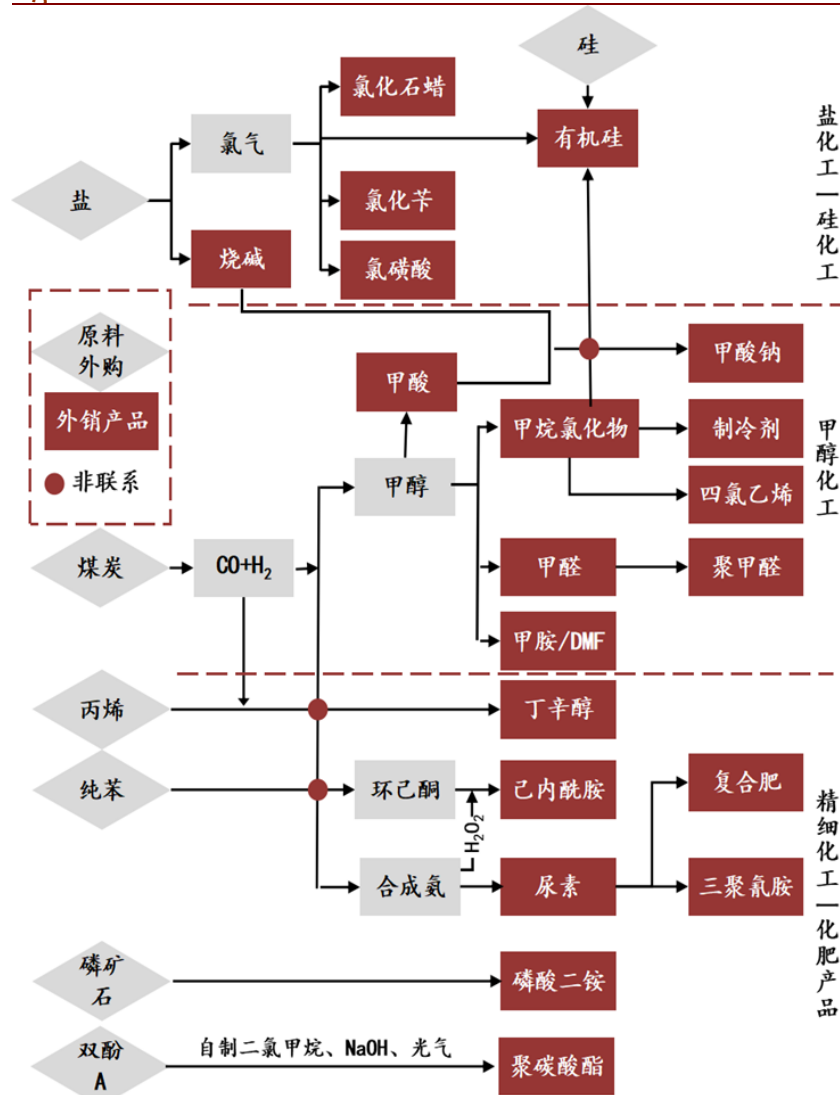 硅
氯化石蜡
氯气
有机硅
盐
氯化苄
烧碱
氯磺酸
盐化工—硅化工
原料
外购
外销产品
非联系
甲酸
甲酸钠
甲烷氯化物
制冷剂
甲醇
四氯乙烯
煤炭
CO+H₂
甲醛
聚甲醛
甲胺/DMF
甲醇化工
丙烯
丁辛醇
纯苯
环己酮
己内酰胺
复合肥
H₂O₂
合成氨
尿素
三聚氰胺
精细化工—化肥产品
磷矿
石
磷酸二铵
双酚
A
自制二氯甲烷、NaOH、光气
聚碳酸酯